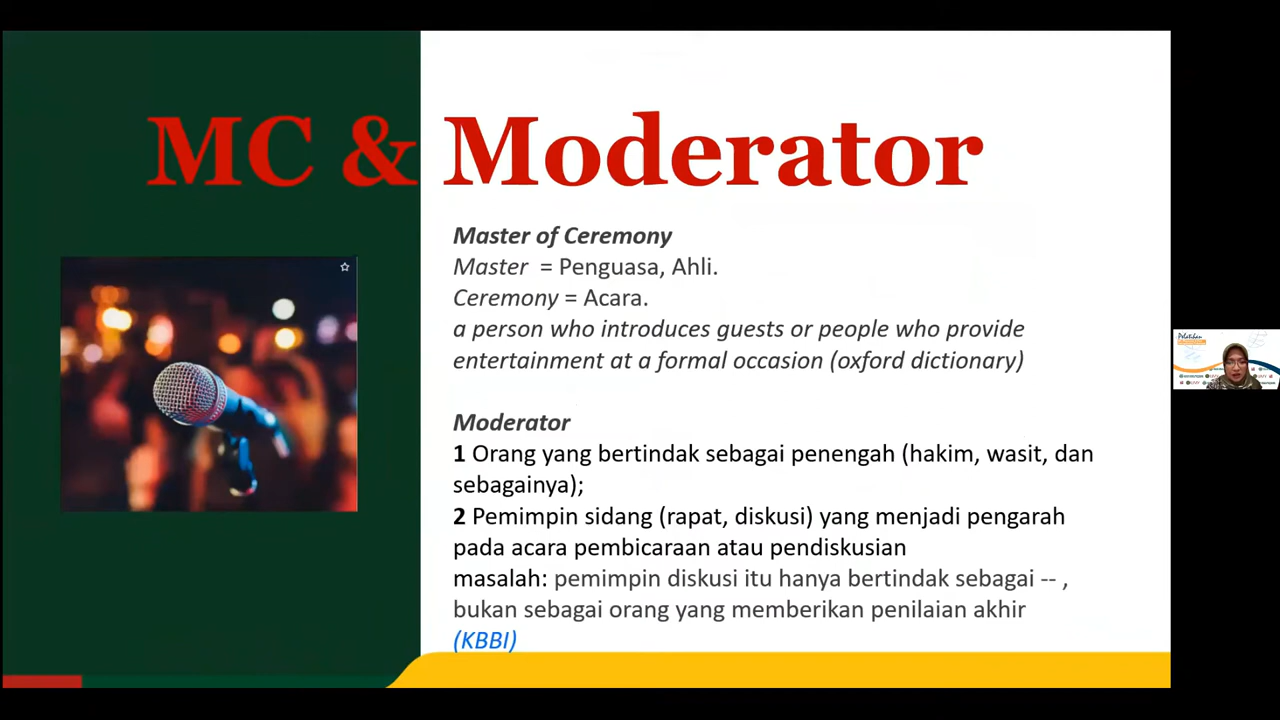 MC & Moderator
Master of Ceremony
Master = Penguasa, Ahli.
Ceremony = Acara.
a person who introduces guests or people who provide
entertainment at a formal occasion (oxford dictionary)
Moderator
1 Orang yang bertindak sebagai penengah (hakim, wasit, dan
sebagainya);
2 Pemimpin sidang (rapat, diskusi) yang menjadi pengarah
pada acara pembicaraan atau pendiskusian
masalah: pemimpin diskusi itu hanya bertindak sebagai -- ,
bukan sebagai orang yang memberikan penilaian akhir
(KBBI)
Pelatihan